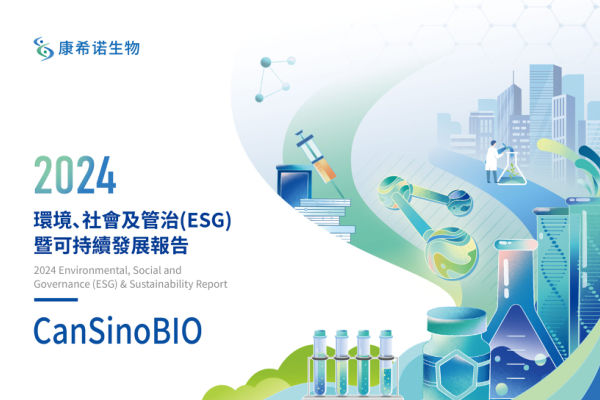 康希诺生物
2024
環境、社會及管治(ESG)
暨可持續發展報告
2024 Environmental, Social and
Governance (ESG) & Sustainability Report
CanSinoBIO